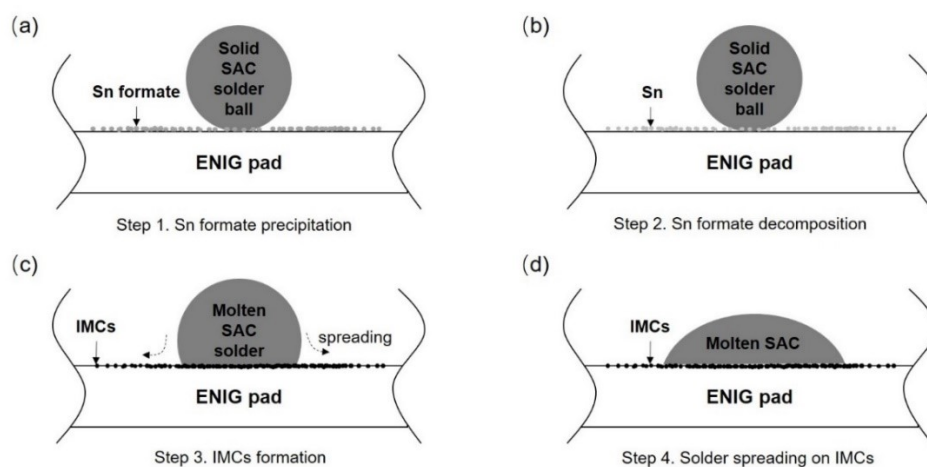 (a)
Solid
SAC
solder
ball
Sn formate
ENIG pad
Step 1. Sn formate precipitation
(b)
Solid
SAC
solder
ball
Sn
ENIG pad
Step 2. Sn formate decomposition
(c)
Molten
SAC
solder
IMCs
spreading
ENIG pad
Step 3. IMCs formation
(d)
IMCs
Molten SAC
ENIG pad
Step 4. Solder spreading on IMCs